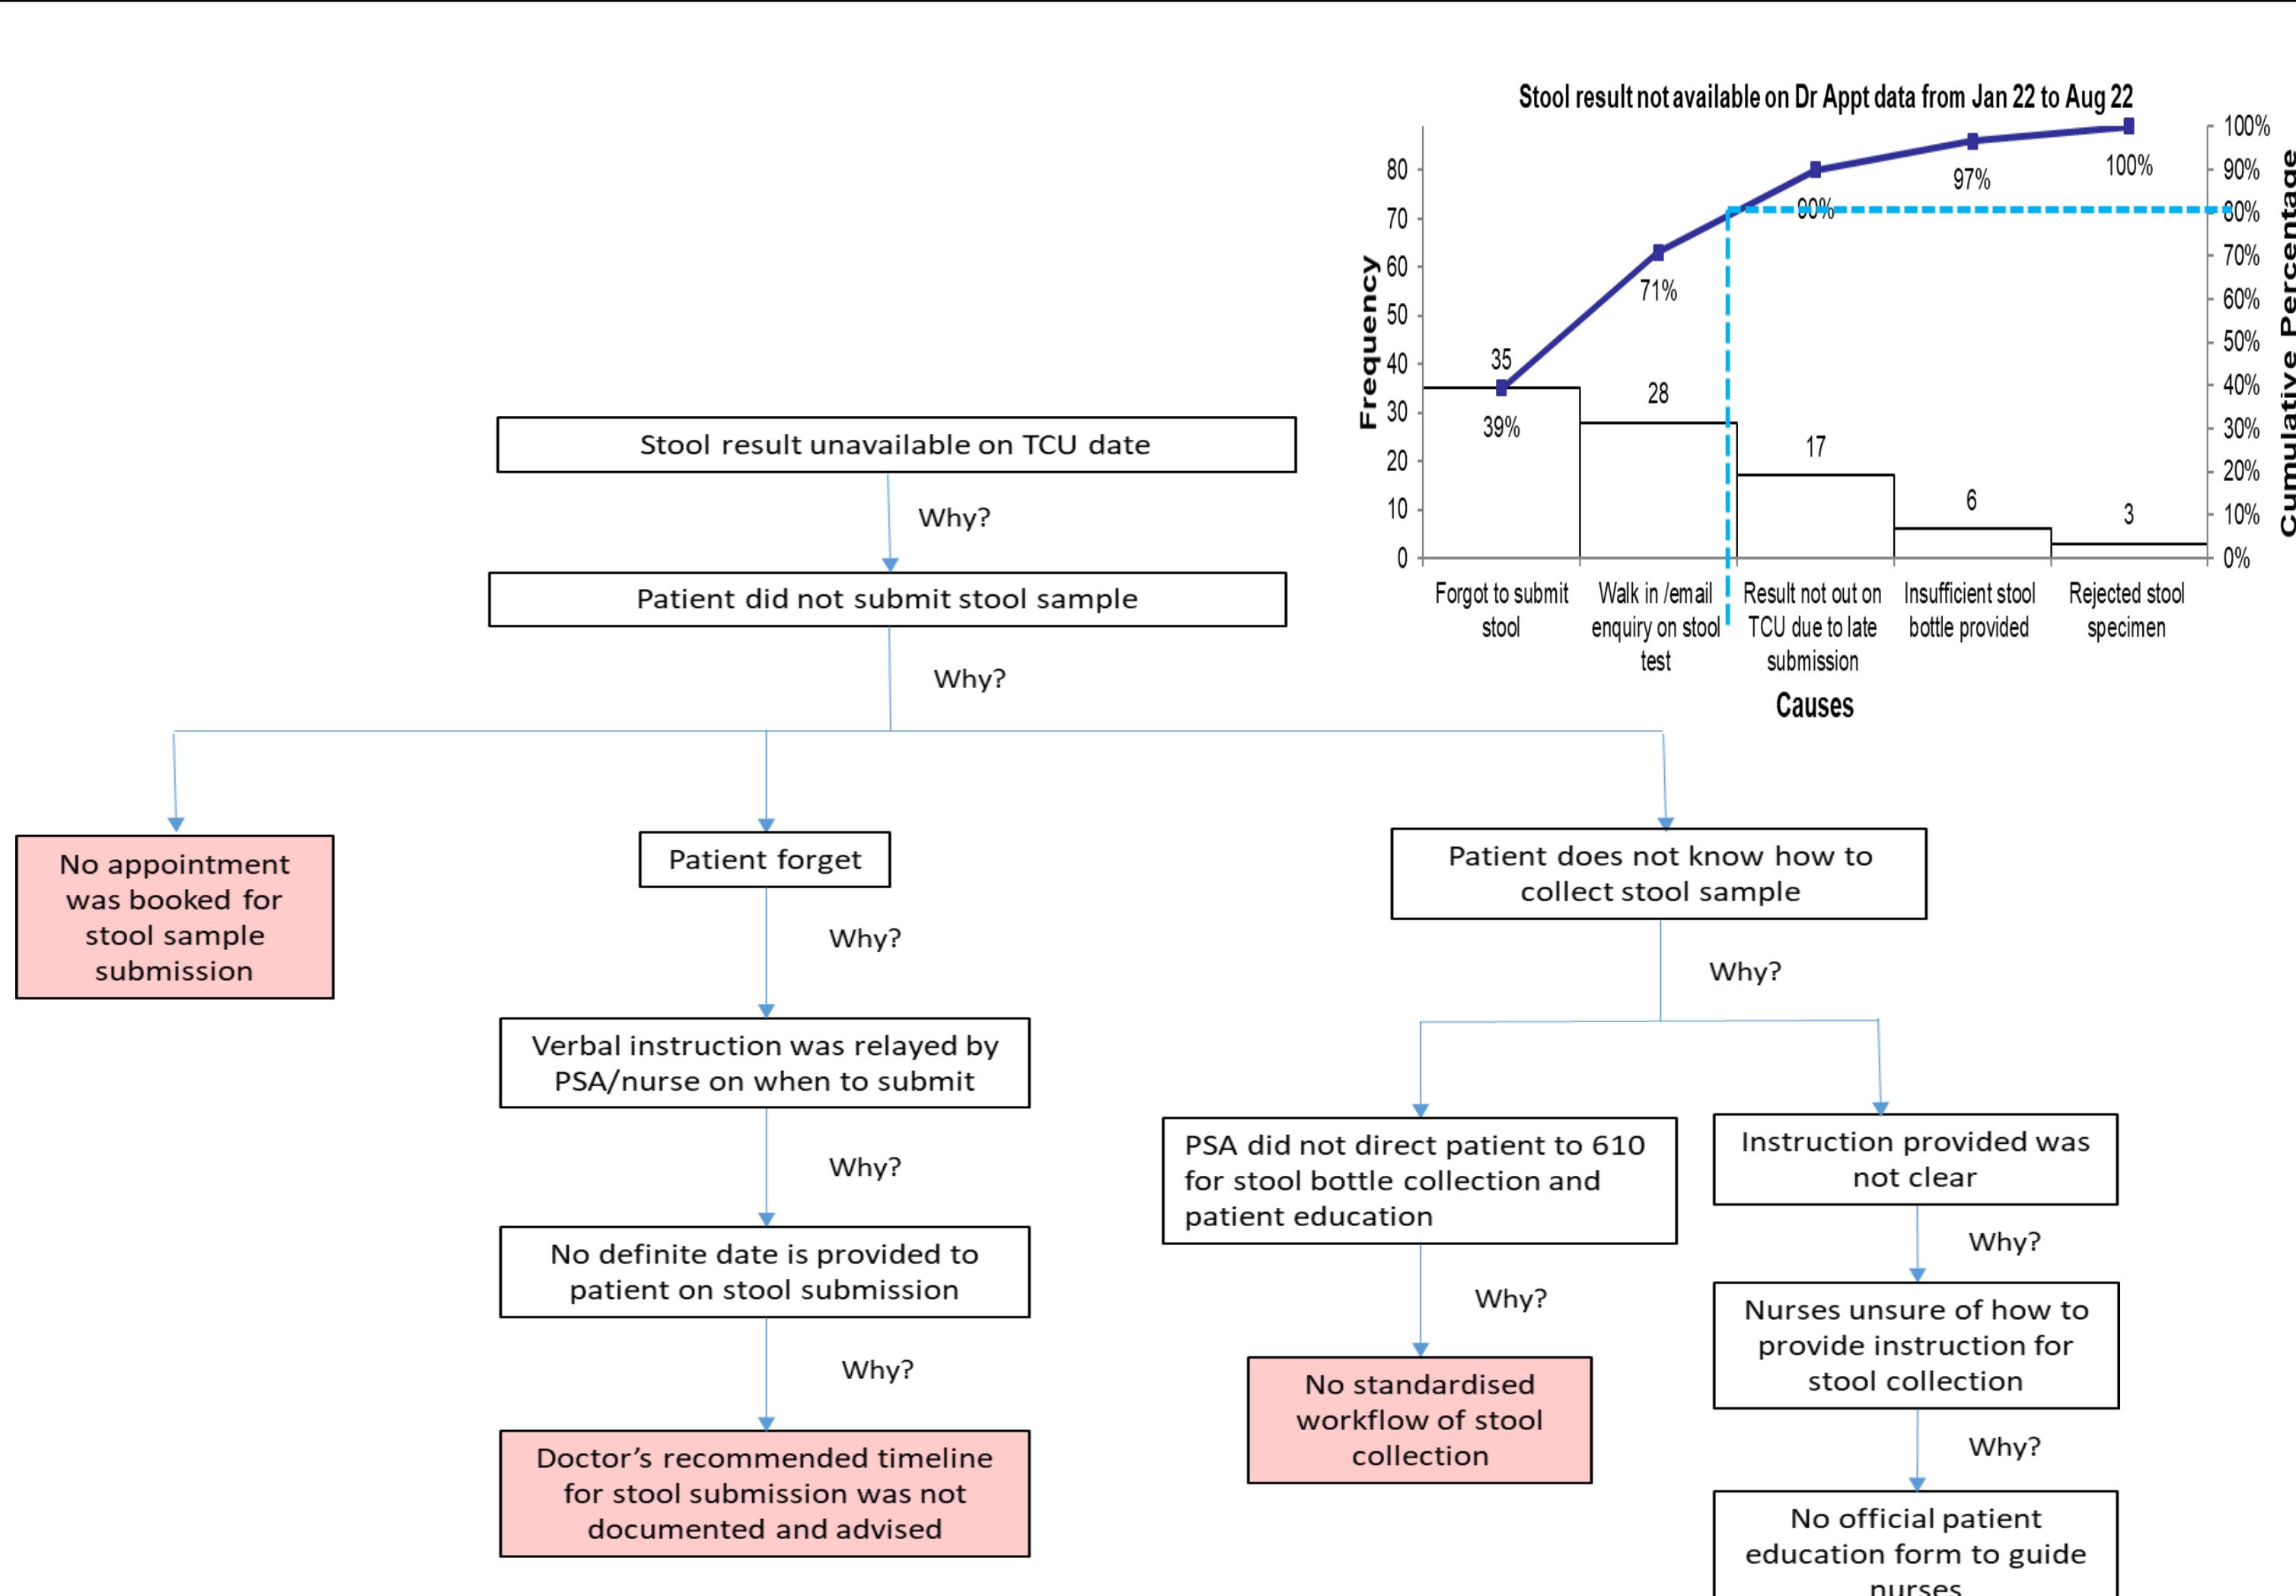 Stool result not available on Dr Appt data from Jan 22 to Aug 22
Frequency
80
70
60
50
40
30
20
10
0
35
28
17
6
3
39%
71%
90%
97%
100%
100%
90%
80%
70%
60%
50%
40%
30%
20%
10%
0%
Cumulative Percentage
Forgot to submit
stool
Walk in /email
enquiry on stool
test
Result not out on
TCU due to late
submission
Insufficient stool
bottle provided
Rejected stool
specimen
Causes
Stool result unavailable on TCU date
Why?
Patient did not submit stool sample
Why?
No appointment
was booked for
stool sample
submission
Patient forget
Why?
Verbal instruction was relayed by
PSA/nurse on when to submit
Why?
No definite date is provided to
patient on stool submission
Why?
Doctor’s recommended timeline
for stool submission was not
documented and advised
Patient does not know how to
collect stool sample
Why?
PSA did not direct patient to 610
for stool bottle collection and
patient education
Why?
No standardised
workflow of stool
collection
Instruction provided was
not clear
Why?
Nurses unsure of how to
provide instruction for
stool collection
Why?
No official patient
education form to guide
nurses